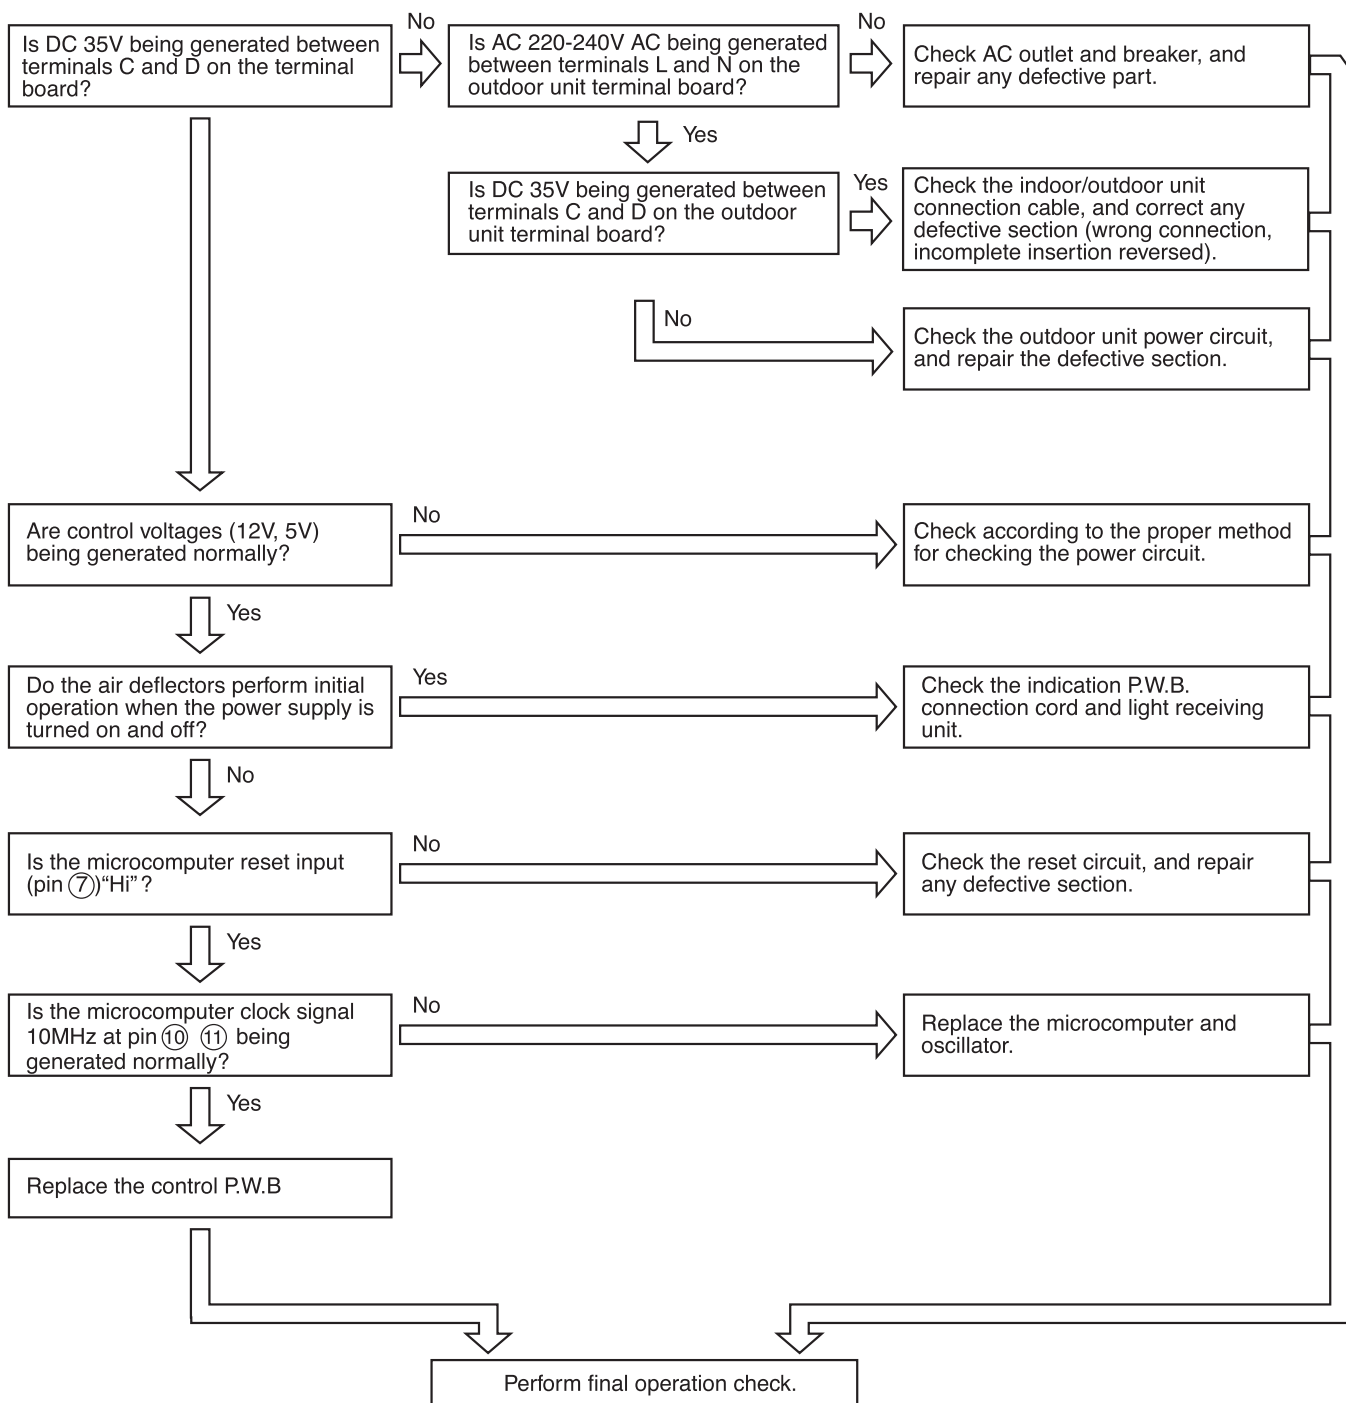 Is DC 35V being generated between
terminals C and D on the terminal
board?
No
Is AC 220-240V AC being generated
between terminals L and N on the
outdoor unit terminal board?
No
Check AC outlet and breaker, and
repair any defective part.
Yes
Is DC 35V being generated between
terminals C and D on the outdoor
unit terminal board?
Yes
Check the indoor/outdoor unit
connection cable, and correct any
defective section (wrong connection,
incomplete insertion reversed).
No
Check the outdoor unit power circuit,
and repair the defective section.
Are control voltages (12V, 5V)
being generated normally?
No
Check according to the proper method
for checking the power circuit.
Yes
Do the air deflectors perform initial
operation when the power supply is
turned on and off?
Yes
Check the indication P.W.B.
connection cord and light receiving
unit.
No
Is the microcomputer reset input
(pin ⑦)“Hi”?
No
Check the reset circuit, and repair
any defective section.
Yes
Is the microcomputer clock signal
10MHz at pin ⑩ ⑪ being
generated normally?
No
Replace the microcomputer and
oscillator.
Yes
Replace the control P.W.B
Perform final operation check.